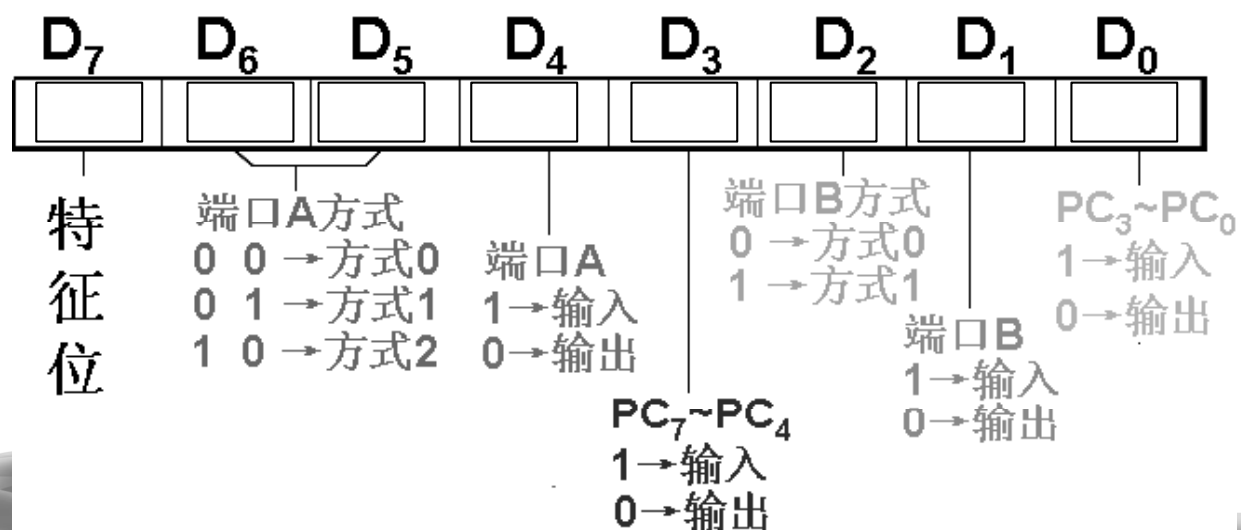 D7 D6 D5 D4 D3 D2 D1 D0
特征位
端口A方式
0 0→方式0
0 1→方式1
1 0→方式2
端口A
1→输入
0→输出
PC7~PC4
1→输入
0→输出
端口B方式
0→方式0
1→方式1
端口B
1→输入
0→输出
PC3~PC0
1→输入
0→输出